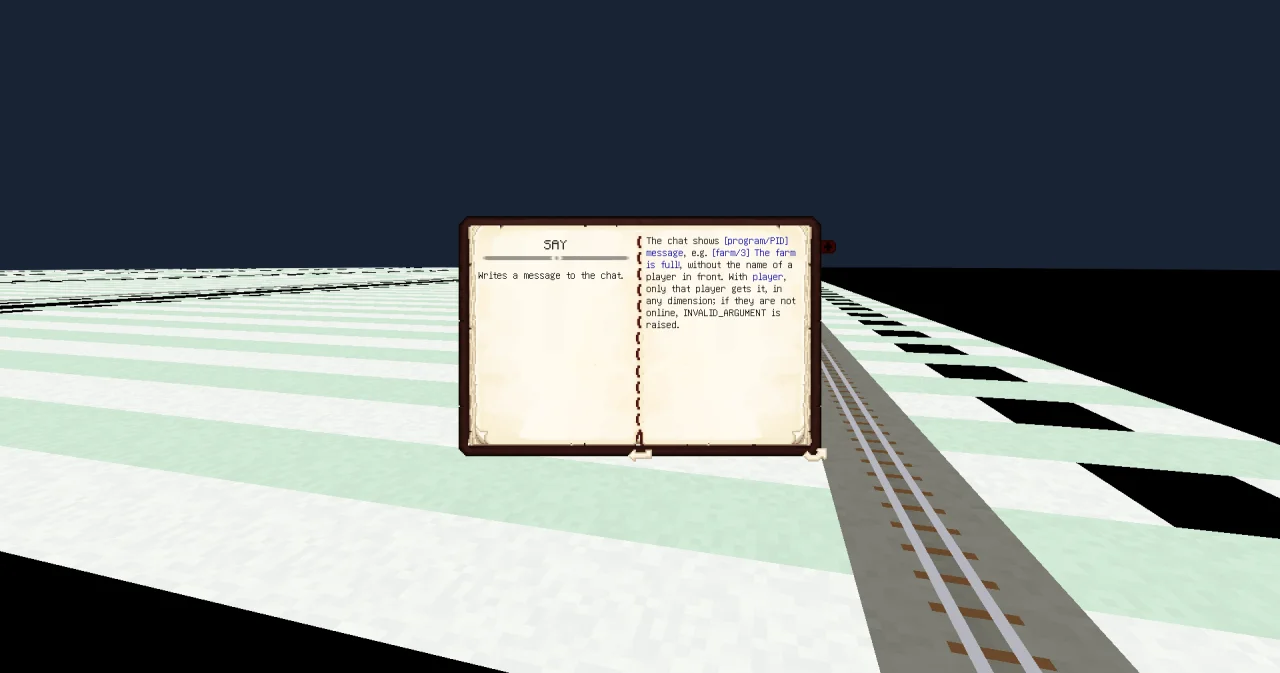 SAY
Writes a message to the chat.
The chat shows [program/PID]
message, e.g. [farm/3] The farm
is full!, without the name of a
player in front. With player,
only that player gets it, in
any dimension; if they are not
online, INVALID_ARGUMENT is
raised.